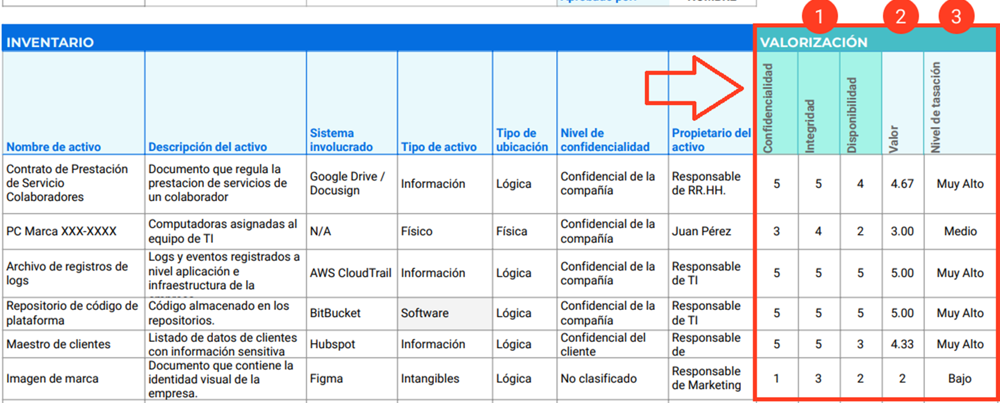 Aprobado por:
NOMBRE
1
2
3
INVENTARIO
VALORIZACIÓN
Nombre de activo
Descripción del activo
Sistema
involucrado
Tipo de activo
Tipo de
ubicación
Nivel de
confidencialidad
Propietario del
activo
Confidencialidad
Integridad
Disponibilidad
Valor
Nivel de tasación
Contrato de Prestación
de Servicio
Colaboradores
Documento que regula la
prestacion de servicios de
un colaborador
Google Drive /
Docusign
Información
Lógica
Confidencial de la
compañía
Responsable
de RR.HH.
5
5
4
4.67
Muy Alto
PC Marca XXX-XXXX
Computadoras asignadas al
equipo de TI
N/A
Físico
Física
Confidencial de la
compañía
Juan Pérez
3
4
2
3.00
Medio
Archivo de registros de
logs
Logs y eventos registrados a
nivel aplicación e
infraestructura de la
AWS CloudTrail
Información
Lógica
Confidencial de la
compañía
Responsable
de TI
5
5
5
5.00
Muy Alto
Repositorio de código de
plataforma
Código almacenado en los
repositorios.
BitBucket
Software
Lógica
Confidencial de la
compañía
Responsable
de TI
5
5
5
5.00
Muy Alto
Maestro de clientes
Listado de datos de clientes
con información sensitiva
Hubspot
Información
Lógica
Confidencial del
cliente
Responsable
de
5
5
3
4.33
Muy Alto
Imagen de marca
Documento que contiene la
identidad visual de la
empresa.
Figma
Intangibles
Lógica
No clasificado
Responsable
de Marketing
1
3
2
2
Bajo